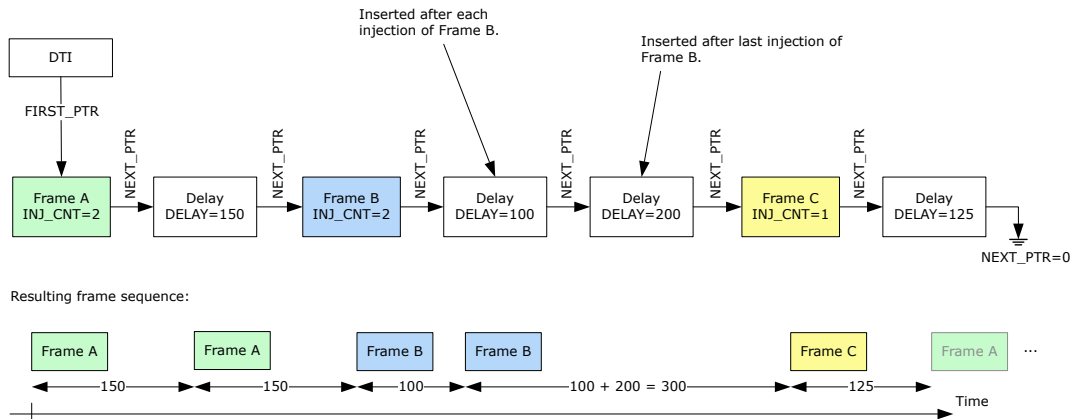 Inserted after each
injection of Frame B.
Inserted after last injection of
Frame B.
DTI
FIRST_PTR
NEXT_PTR
NEXT_PTR
NEXT_PTR
NEXT_PTR
NEXT_PTR
NEXT_PTR
Frame A
INJ_CNT=2
Delay
DELAY=150
Frame B
INJ_CNT=2
Delay
DELAY=100
Delay
DELAY=200
Frame C
INJ_CNT=1
Delay
DELAY=125
NEXT_PTR=0
Resulting frame sequence:
Frame A
Frame A
Frame B
Frame B
Frame C
Frame A
...
150
150
100
100 + 200 = 300
125
Time